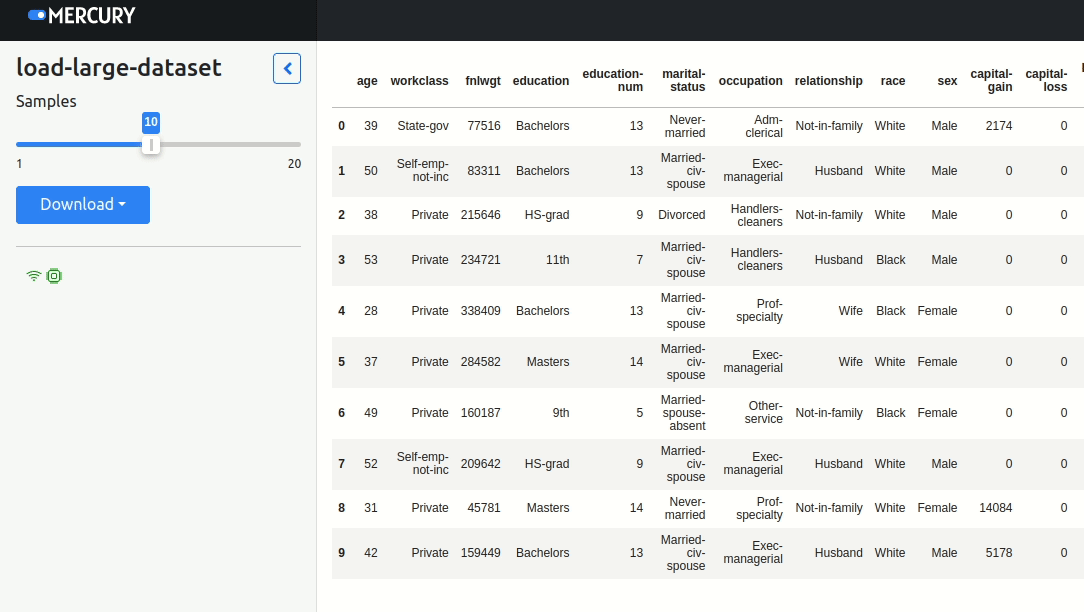 MERCURY
load-large-dataset
Samples
10
1 20
Download
age workclass fnlwgt education education-num marital-status occupation relationship race sex capital-gain capital-loss
0 39 State-gov 77516 Bachelors 13 Never-married Adm-clerical Not-in-family White Male 2174 0
1 50 Self-emp-not-inc 83311 Bachelors 13 Married-civ-spouse Exec-managerial Husband White Male 0 0
2 38 Private 215646 HS-grad 9 Divorced Handlers-cleaners Not-in-family White Male 0 0
3 53 Private 234721 11th 7 Married-civ-spouse Handlers-cleaners Husband Black Male 0 0
4 28 Private 338409 Bachelors 13 Married-civ-spouse Prof-specialty Wife Black Female 0 0
5 37 Private 284582 Masters 14 Married-civ-spouse Exec-managerial Wife White Female 0 0
6 49 Private 160187 9th 5 Married-spouse-absent Other-service Not-in-family Black Female 0 0
7 52 Self-emp-not-inc 209642 HS-grad 9 Married-civ-spouse Exec-managerial Husband White Male 0 0
8 31 Private 45781 Masters 14 Never-married Prof-specialty Not-in-family White Female 14084 0
9 42 Private 159449 Bachelors 13 Married-civ-spouse Exec-managerial Husband White Male 5178 0